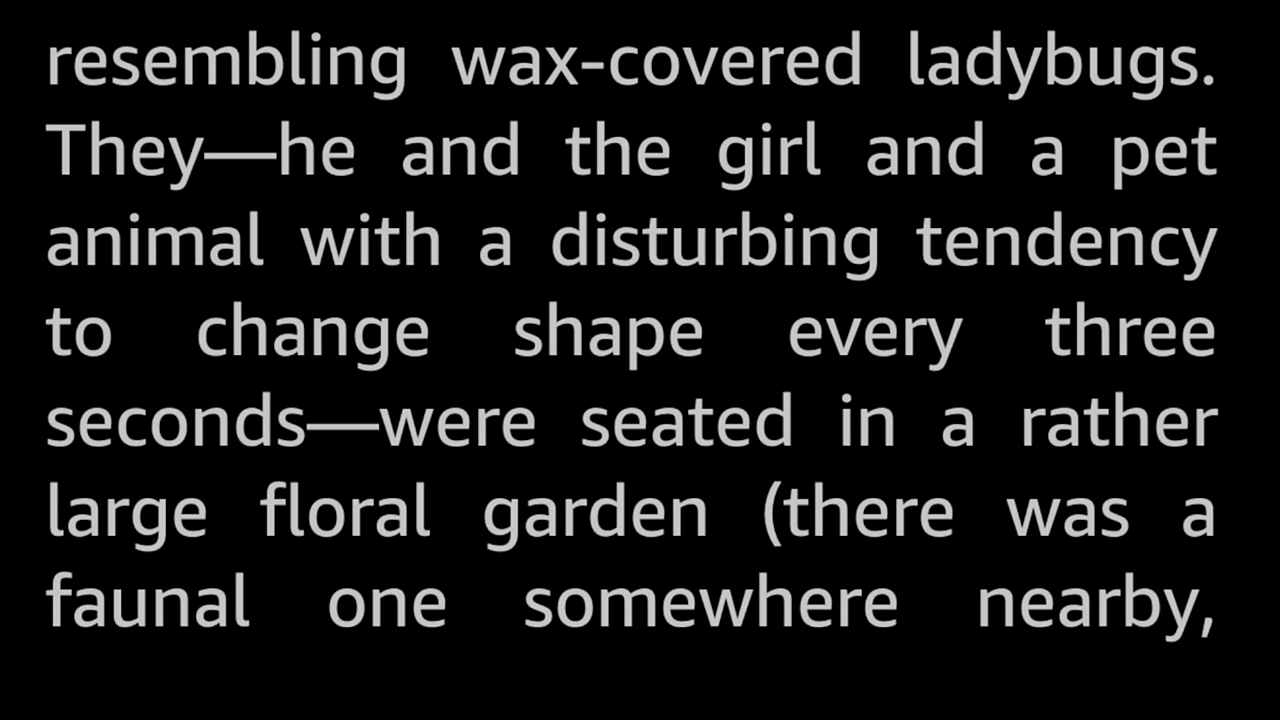 resembling wax-covered ladybugs.
They—he and the girl and a pet
animal with a disturbing tendency
to change shape every three
seconds—were seated in a rather
large floral garden (there was a
faunal one somewhere nearby,